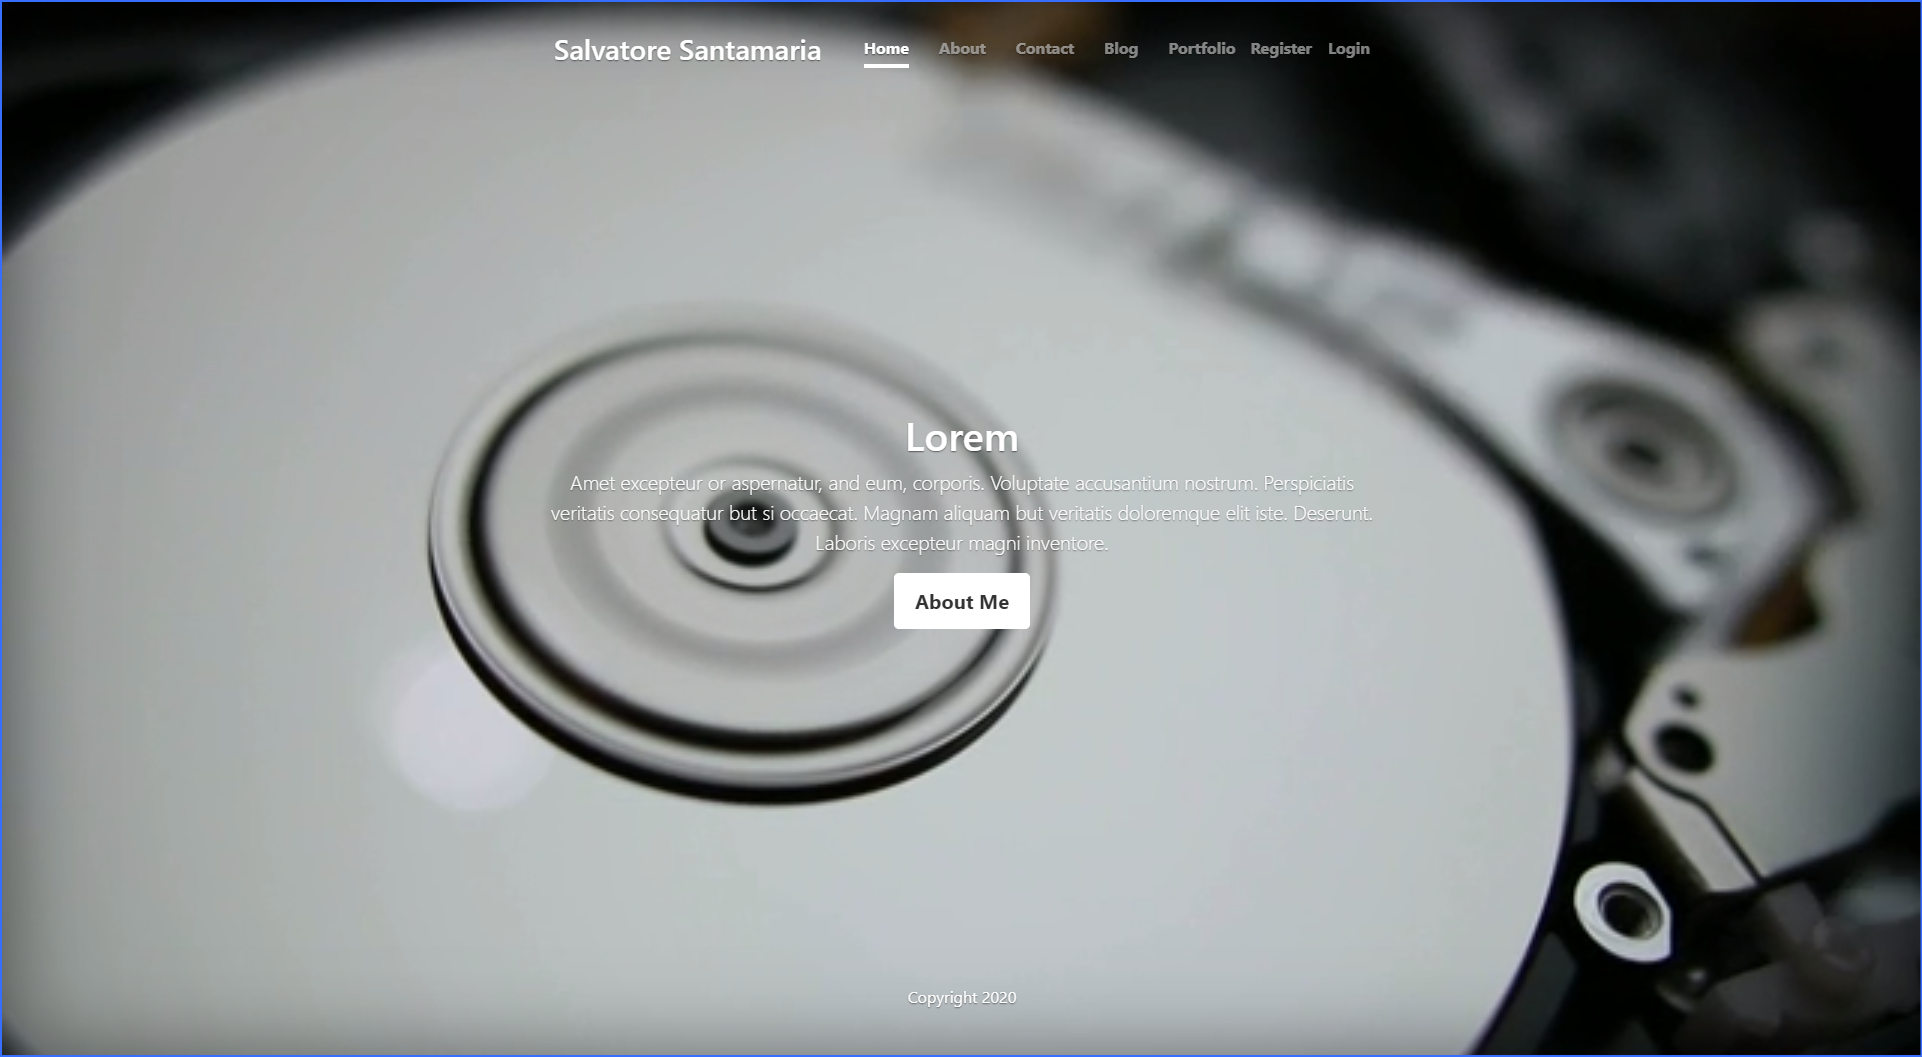 Salvatore Santamaria
Home About Contact Blog Portfolio Register Login
Lorem
Amet excepteur or aspernatur, and eum, corporis. Voluptate accusantium nostrum. Perspiciatis
veritatis consequatur but si occaecat. Magnam aliquam but veritatis doloremque elit iste. Deserunt.
Laboris excepteur magni inventore.
About Me
Copyright 2020